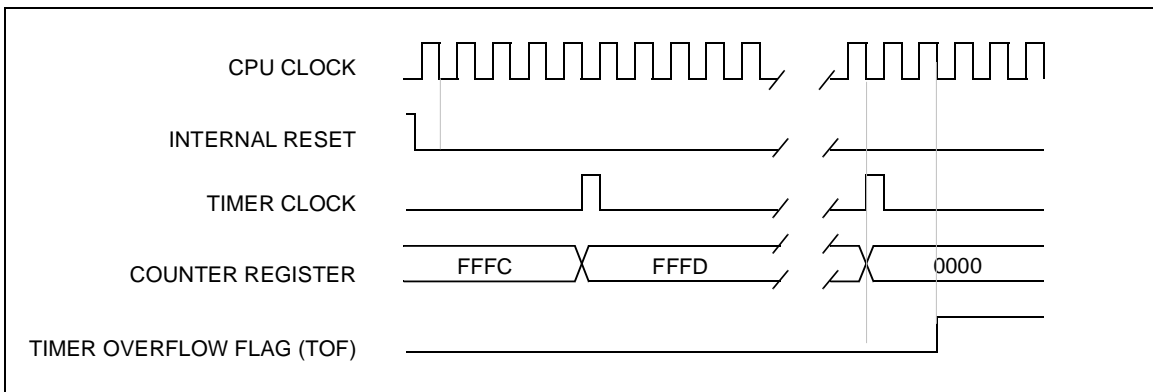 CPU CLOCK
INTERNAL RESET
TIMER CLOCK
COUNTER REGISTER FFFC FFFD 0000
TIMER OVERFLOW FLAG (TOF)